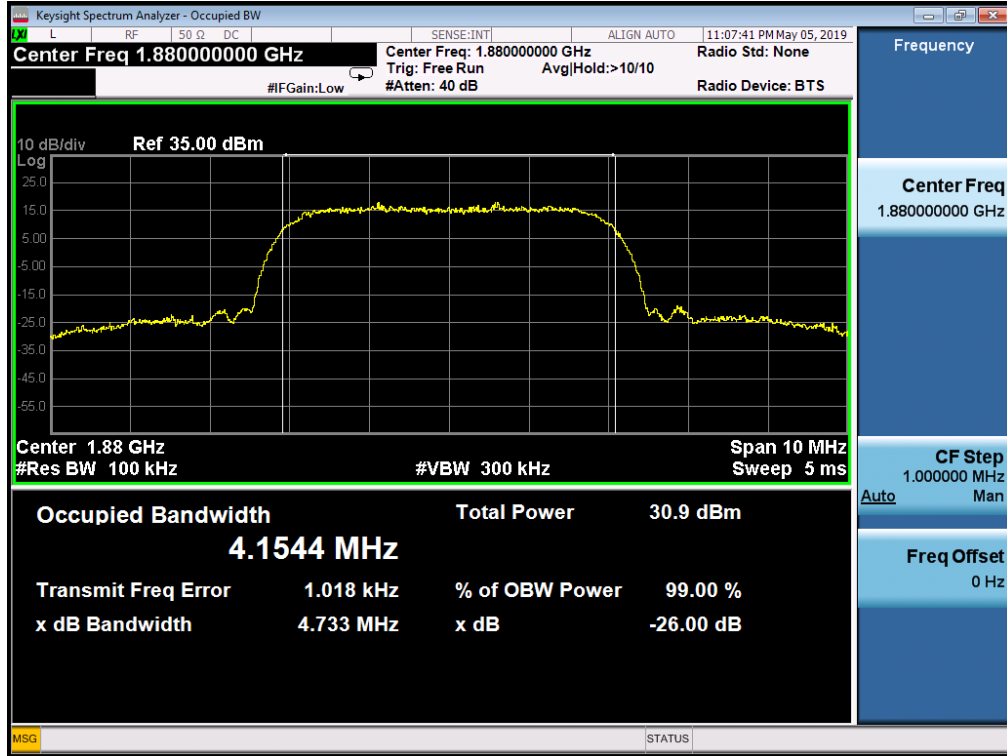 Keysight Spectrum Analyzer - Occupied BW
LXI L RF 50 Ω DC SENSE:INT ALIGN AUTO 11:07:41 PM May 05, 2019
Center Freq 1.880000000 GHz
Center Freq: 1.880000000 GHz Radio Std: None
Trig: Free Run Avg|Hold:>10/10
#IFGain:Low #Atten: 40 dB Radio Device: BTS
10 dB/div Ref 35.00 dBm
Log
25.0
15.0
5.00
-5.00
-15.0
-25.0
-35.0
-45.0
-55.0
Center 1.88 GHz Span 10 MHz
#Res BW 100 kHz #VBW 300 kHz Sweep 5 ms
Occupied Bandwidth Total Power 30.9 dBm
4.1544 MHz
Transmit Freq Error 1.018 kHz % of OBW Power 99.00 %
x dB Bandwidth 4.733 MHz x dB -26.00 dB
MSG STATUS
Frequency
Center Freq
1.880000000 GHz
CF Step
1.000000 MHz
Auto Man
Freq Offset
0 Hz